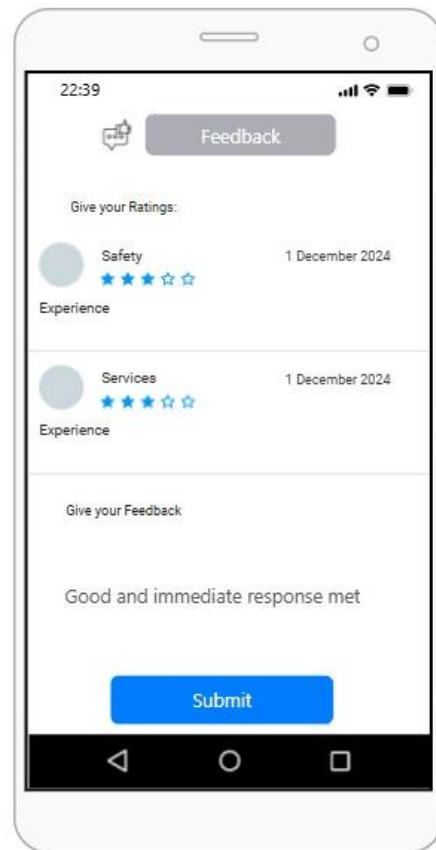 22:39
Feedback
Give your Ratings:
Safety
1 December 2024
Experience
Services
1 December 2024
Experience
Give your Feedback
Good and immediate response met
Submit